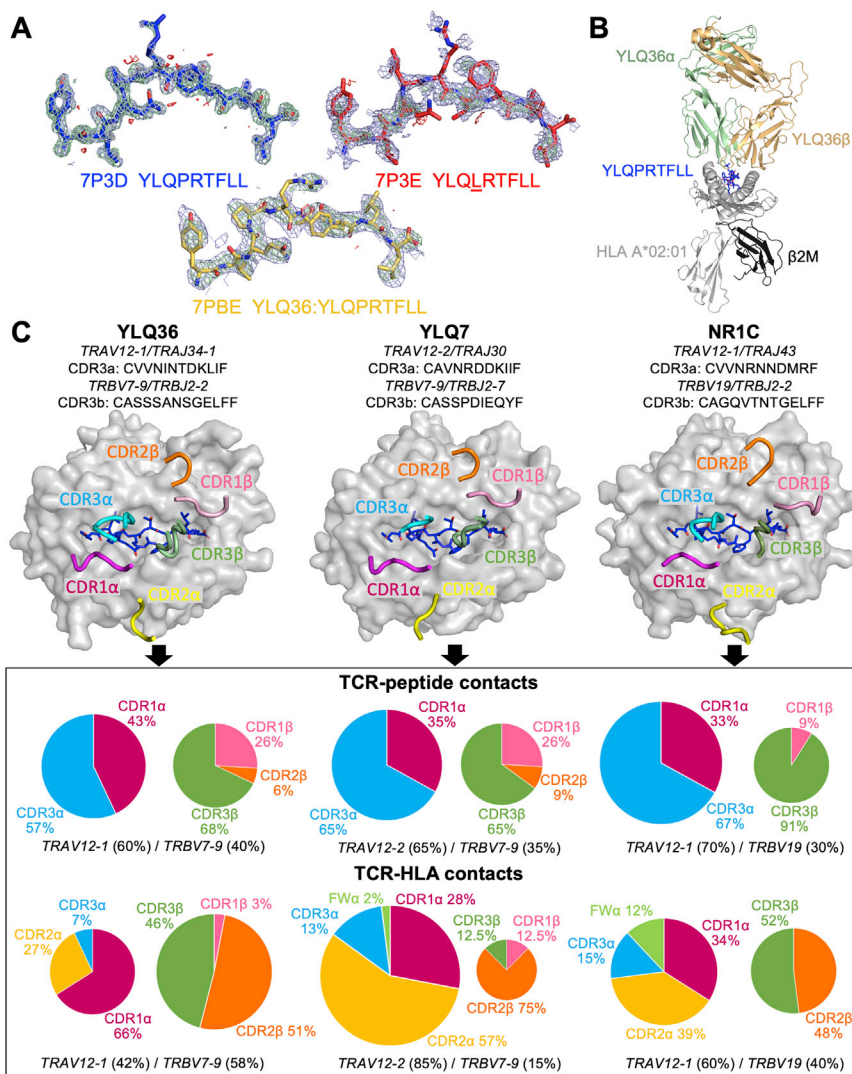 A
7P3D YLQPRTFLL
7P3E YLQLRTFLL
7PBE YLQ36:YLQPRTFLL
B
YLQ36α
YLQ36β
YLQPRTFLL
HLA A*02:01
β2M
C
YLQ36
TRAV12-1/TRAJ34-1
CDR3a: CVVNINTDKLIF
TRBV7-9/TRBJ2-2
CDR3b: CASSSANSGELFF
CDR2β
CDR1β
CDR3α
CDR3β
CDR1α
CDR2α
YLQ7
TRAV12-2/TRAJ30
CDR3a: CAVNRDDKIIF
TRBV7-9/TRBJ2-7
CDR3b: CASSPDIEQYF
CDR2β
CDR1β
CDR3α
CDR3β
CDR1α
CDR2α
NR1C
TRAV12-1/TRAJ43
CDR3a: CVVNRNNDMRF
TRBV19/TRBJ2-2
CDR3b: CAGQVTNTGELFF
CDR2β
CDR1β
CDR3α
CDR3β
CDR1α
CDR2α
TCR-peptide contacts
CDR1α
43%
CDR3α
57%
CDR1β
26%
CDR2β
6%
CDR3β
68%
TRAV12-1 (60%) / TRBV7-9 (40%)
CDR1α
35%
CDR3α
65%
CDR1β
26%
CDR2β
9%
CDR3β
65%
TRAV12-2 (65%) / TRBV7-9 (35%)
CDR1α
33%
CDR3α
67%
CDR1β
9%
CDR3β
91%
TRAV12-1 (70%) / TRBV19 (30%)
TCR-HLA contacts
CDR3α
7%
CDR2α
27%
CDR1α
66%
CDR3β
46%
CDR1β 3%
CDR2β 51%
TRAV12-1 (42%) / TRBV7-9 (58%)
FWα 2%
CDR1α 28%
CDR3α
13%
CDR2α 57%
CDR3β
12.5%
CDR1β
12.5%
CDR2β 75%
TRAV12-2 (85%) / TRBV7-9 (15%)
FWα 12%
CDR1α
34%
CDR3α
15%
CDR2α 39%
CDR3β
52%
CDR2β
48%
TRAV12-1 (60%) / TRBV19 (40%)